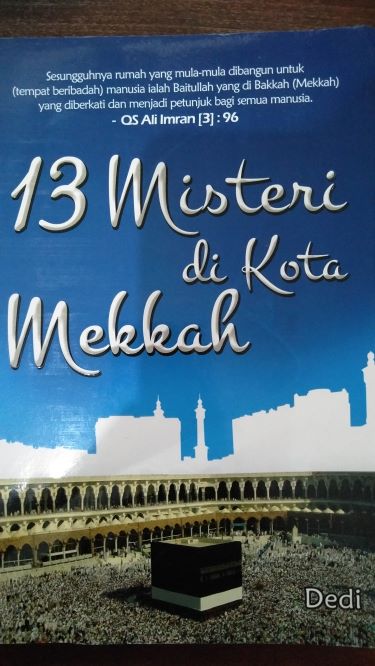 Sesungguhnya rumah yang mula-mula dibangun untuk
(tempat beribadah) manusia ialah Baitullah yang di Bakkah (Mekkah)
yang diberkati dan menjadi petunjuk bagi semua manusia.
- QS Ali Imran [3] : 96
13 Misteri
di Kota
Mekkah
Dedi